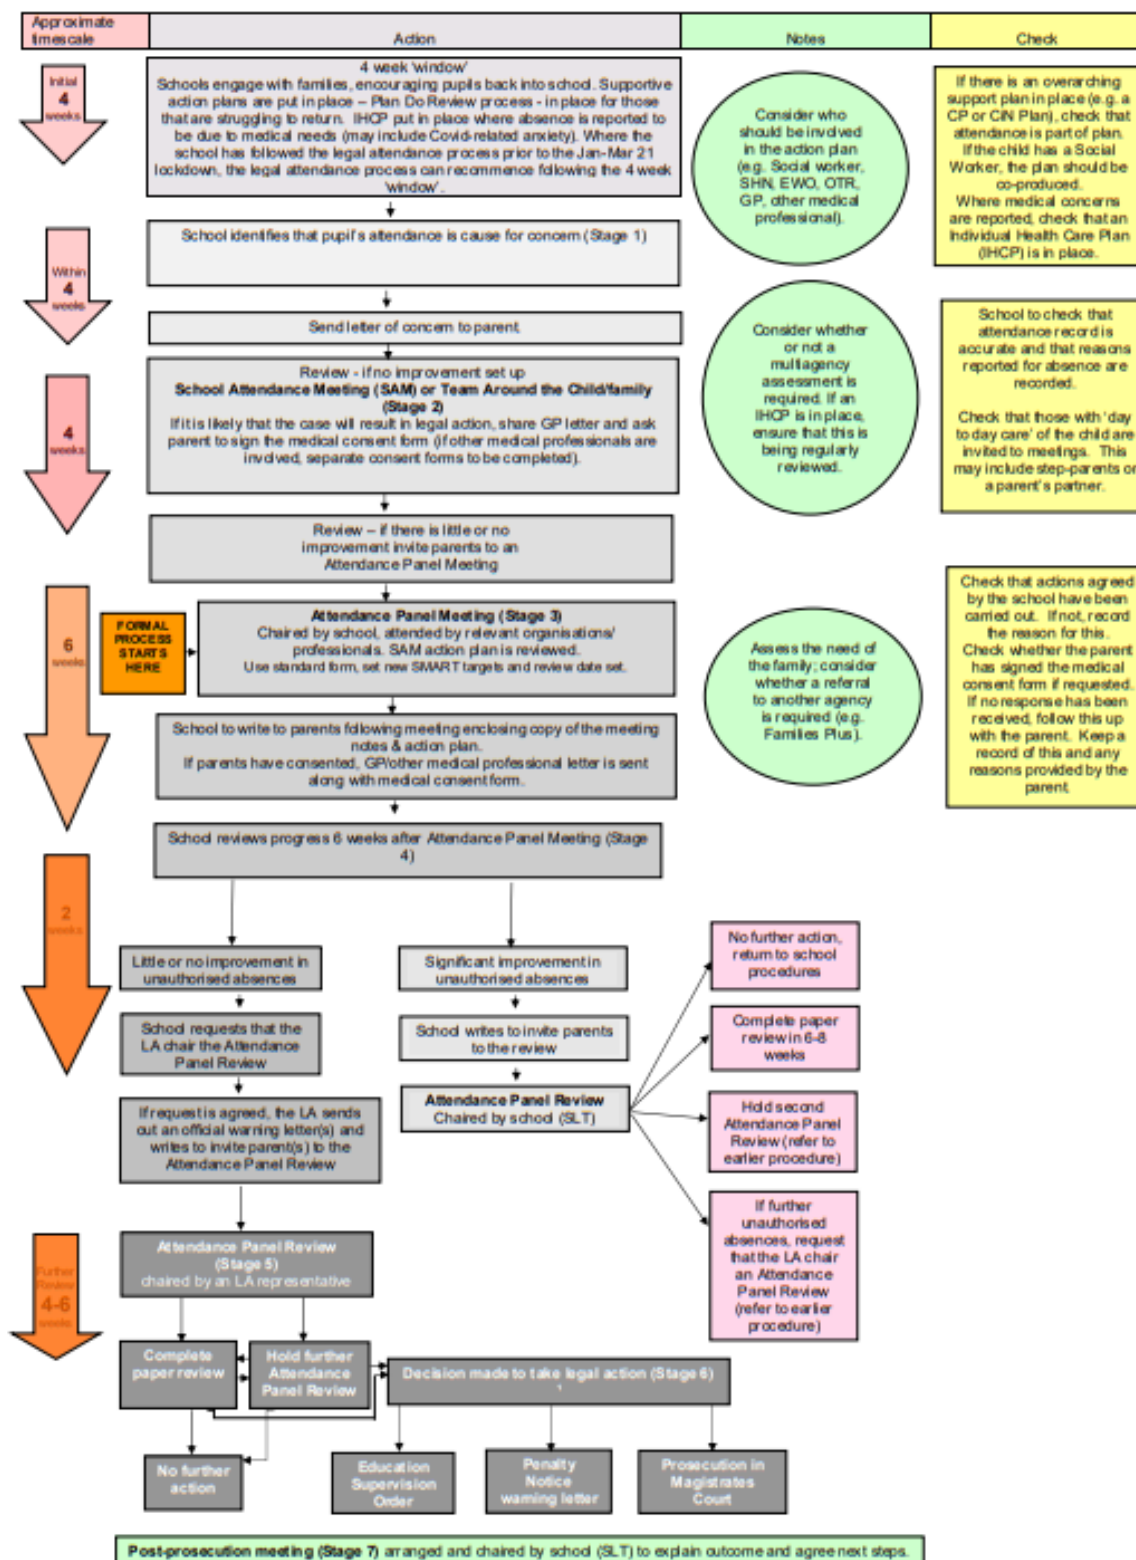 Approximate
timescale
Action
Notes
Check
Initial
4
weeks
4 week 'window'
Schools engage with families, encouraging pupils back into school. Supportive
action plans are put in place – Plan Do Review process - in place for those
that are struggling to return. IHCP put in place where absence is reported to
be due to medical needs (may include Covid-related anxiety). Where the
school has followed the legal attendance process prior to the Jan-Mar 21
lockdown, the legal attendance process can recommence following the 4 week
'window'.
Consider who
should be involved
in the action plan
(e.g. Social worker,
SHN, EWO, OTR,
GP, other medical
professional).
If there is an overarching
support plan in place (e.g. a
CP or CiN Plan), check that
attendance is part of plan.
If the child has a Social
Worker, the plan should be
co-produced.
Where medical concerns
are reported, check that an
Individual Health Care Plan
(IHCP) is in place.
School identifies that pupil's attendance is cause for concern (Stage 1)
Within
4
weeks
Send letter of concern to parent.
Consider whether
or not a
multiagency
assessment is
required. If an
IHCP is in place,
ensure that this is
being regularly
reviewed.
School to check that
attendance record is
accurate and that reasons
reported for absence are
recorded.
Check that those with 'day
to day care' of the child are
invited to meetings. This
may include step-parents or
a parent's partner.
4
weeks
Review - if no improvement set up
School Attendance Meeting (SAM) or Team Around the Child/family
(Stage 2)
If it is likely that the case will result in legal action, share GP letter and ask
parent to sign the medical consent form (if other medical professionals are
involved, separate consent forms to be completed).
Review – if there is little or no
improvement invite parents to an
Attendance Panel Meeting
6
weeks
FORMAL
PROCESS
STARTS
HERE
Attendance Panel Meeting (Stage 3)
Chaired by school, attended by relevant organisations/
professionals. SAM action plan is reviewed.
Use standard form, set new SMART targets and review date set.
Assess the need of
the family; consider
whether a referral
to another agency
is required (e.g.
Families Plus).
Check that actions agreed
by the school have been
carried out. If not, record
the reason for this.
Check whether the parent
has signed the medical
consent form if requested.
If no response has been
received, follow this up
with the parent. Keep a
record of this and any
reasons provided by the
parent
School to write to parents following meeting enclosing copy of the meeting
notes & action plan.
If parents have consented, GP/other medical professional letter is sent
along with medical consent form.
School reviews progress 6 weeks after Attendance Panel Meeting (Stage
4)
2
weeks
Little or no improvement in
unauthorised absences
Significant improvement in
unauthorised absences
No further action,
return to school
procedures
School requests that the
LA chair the Attendance
Panel Review
School writes to invite parents
to the review
Complete paper
review in 6-8
weeks
If request is agreed, the LA sends
out an official warning letter(s) and
writes to invite parent(s) to the
Attendance Panel Review
Attendance Panel Review
Chaired by school (SLT)
Hold second
Attendance Panel
Review (refer to
earlier procedure)
If further
unauthorised
absences, request
that the LA chair
an Attendance
Panel Review
(refer to earlier
procedure)
Further
Review
4-6
weeks
Attendance Panel Review
(Stage 5)
chaired by an LA representative
Complete
paper review
Hold further
Attendance
Panel Review
Decision made to take legal action (Stage 6)
1
No further
action
Education
Supervision
Order
Penalty
Notice
warning letter
Prosecution in
Magistrates
Court
Post-prosecution meeting (Stage 7) arranged and chaired by school (SLT) to explain outcome and agree next steps.